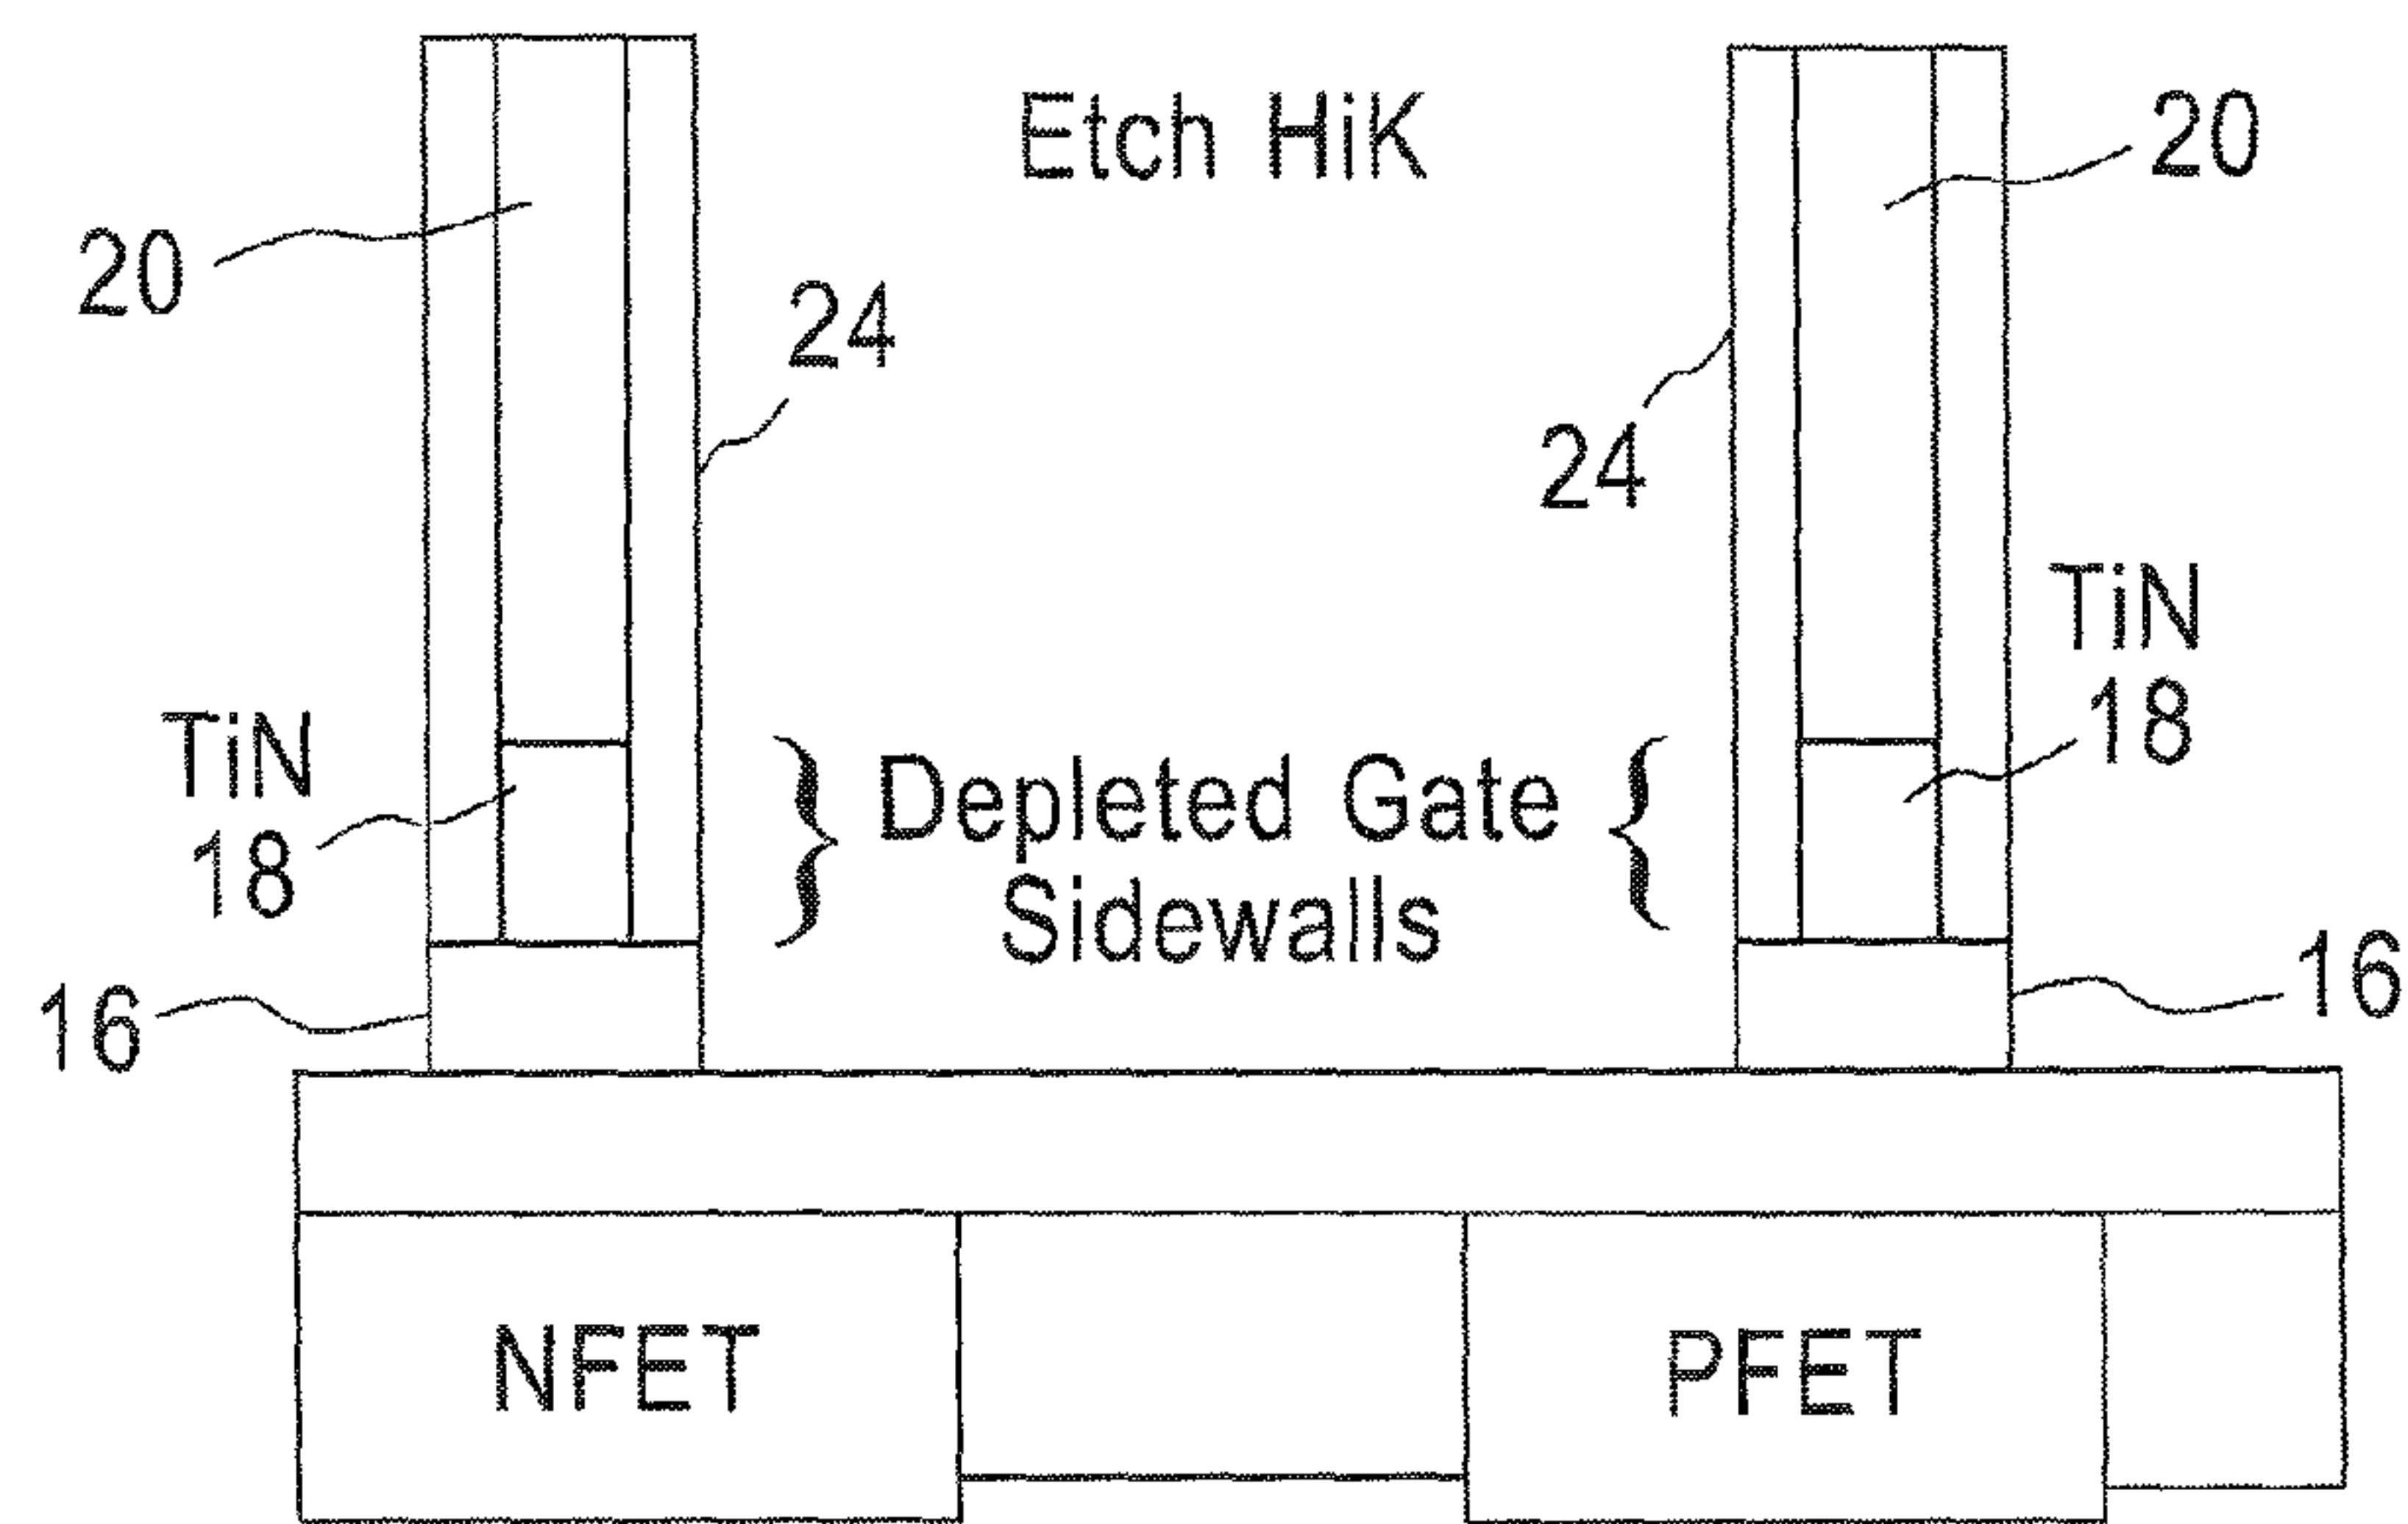 Etch HiK
20
20
24
24
TiN
18
TiN
18
Depleted Gate
Sidewalls
16
16
NFET
PFET